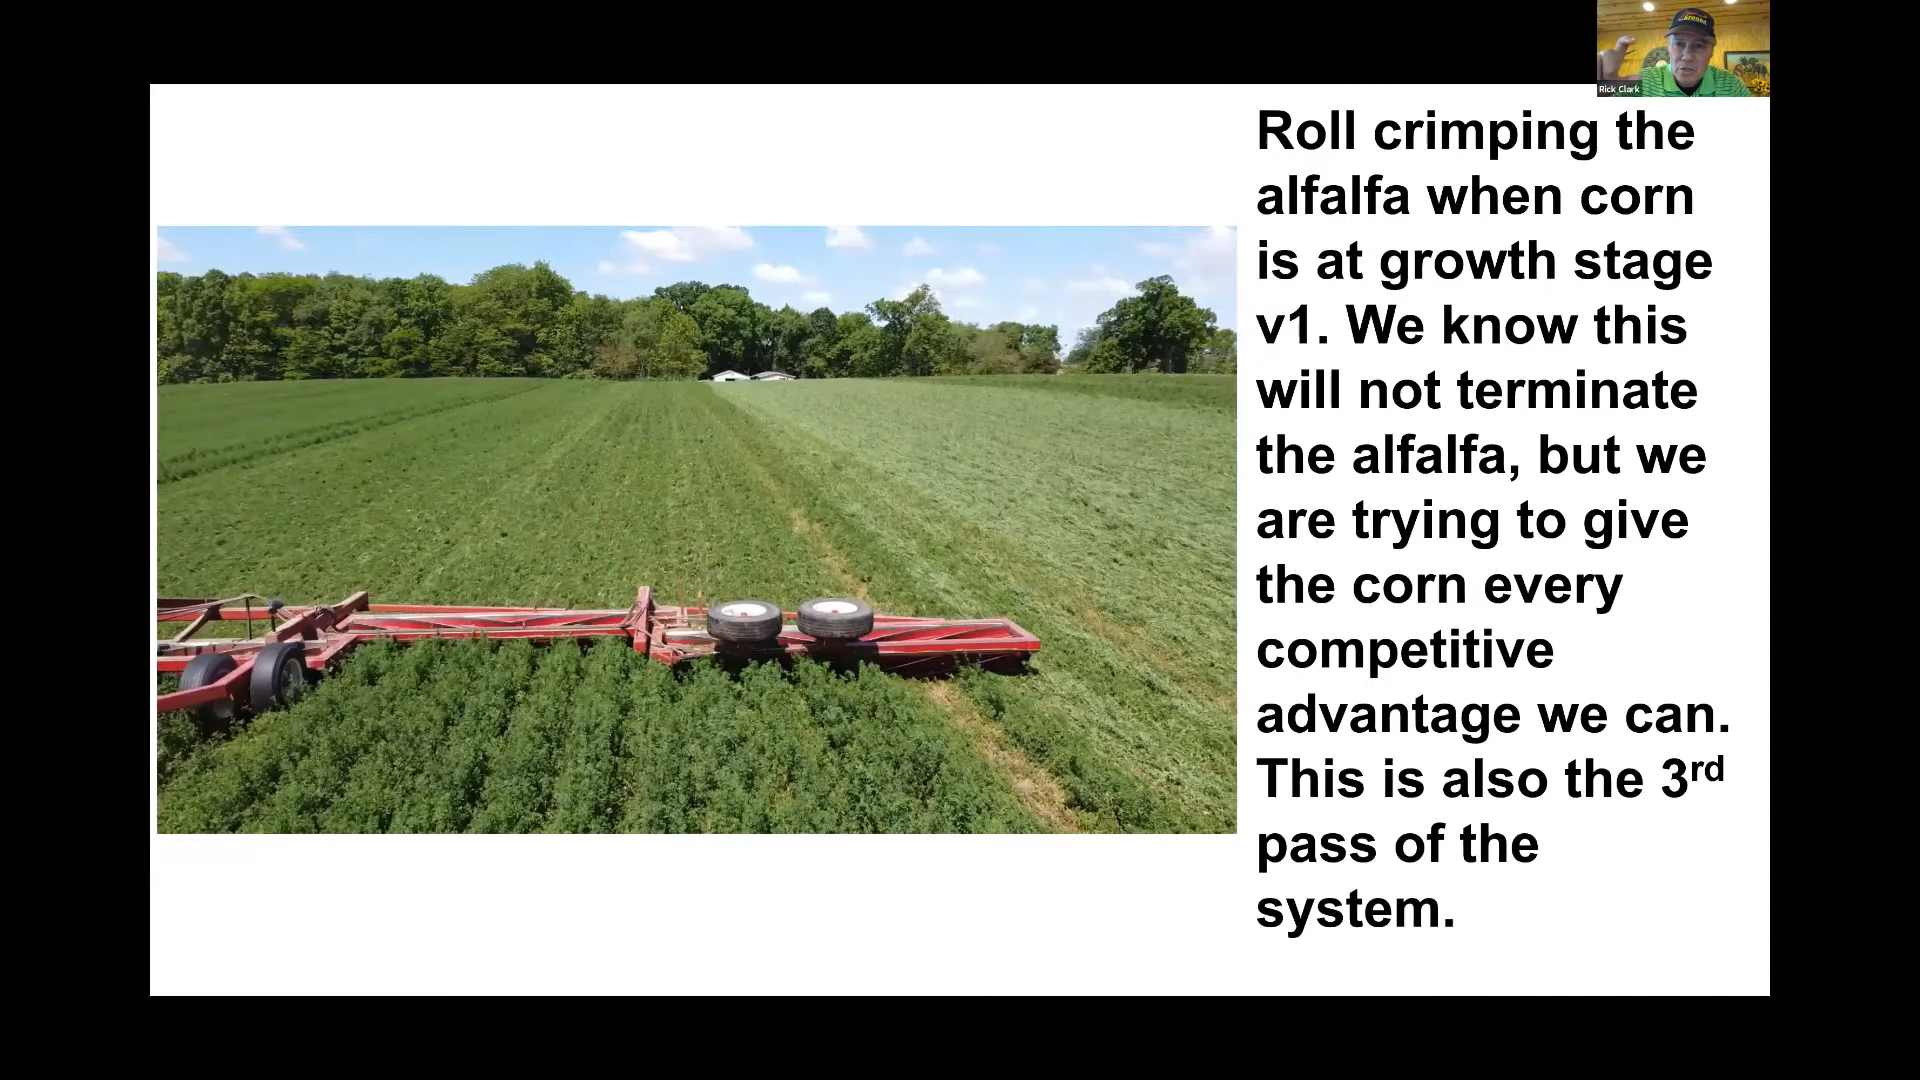 Rick Clark
Roll crimping the
alfalfa when corn
is at growth stage
v1. We know this
will not terminate
the alfalfa, but we
are trying to give
the corn every
competitive
advantage we can.
This is also the 3rd
pass of the
system.